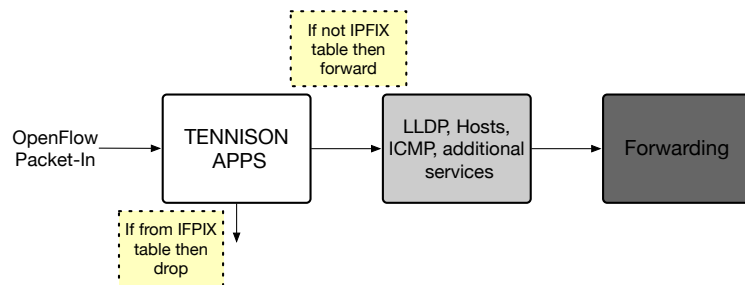 If not IPFIX
table then
forward
OpenFlow
Packet-In
TENNISON
APPS
LLDP, Hosts,
ICMP, additional
services
Forwarding
If from IFPIX
table then
drop